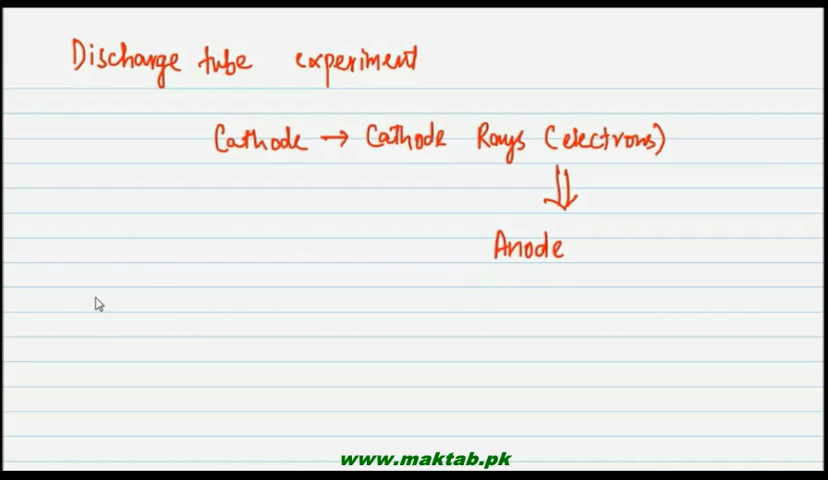 Discharge tube experiment
Cathode → Cathode Rays (electrons)
⇓
Anode
www.maktab.pk